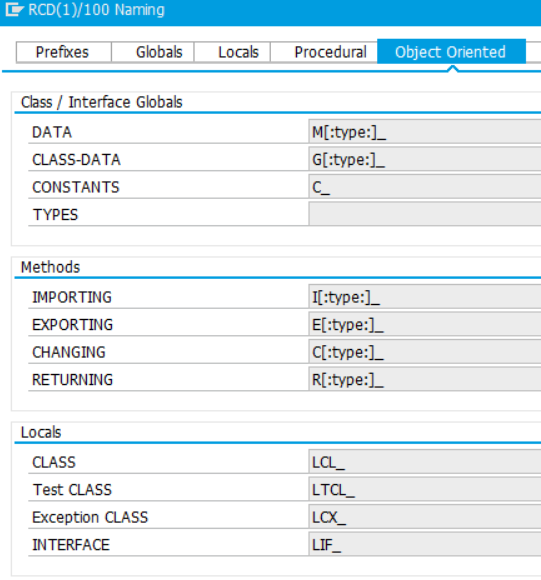 RCD(1)/100 Naming
Prefixes Globals Locals Procedural Object Oriented
Class / Interface Globals
DATA M[:type:]_
CLASS-DATA G[:type:]_
CONSTANTS C_
TYPES
Methods
IMPORTING I[:type:]_
EXPORTING E[:type:]_
CHANGING C[:type:]_
RETURNING R[:type:]_
Locals
CLASS LCL_
Test CLASS LTCL_
Exception CLASS LCX_
INTERFACE LIF_